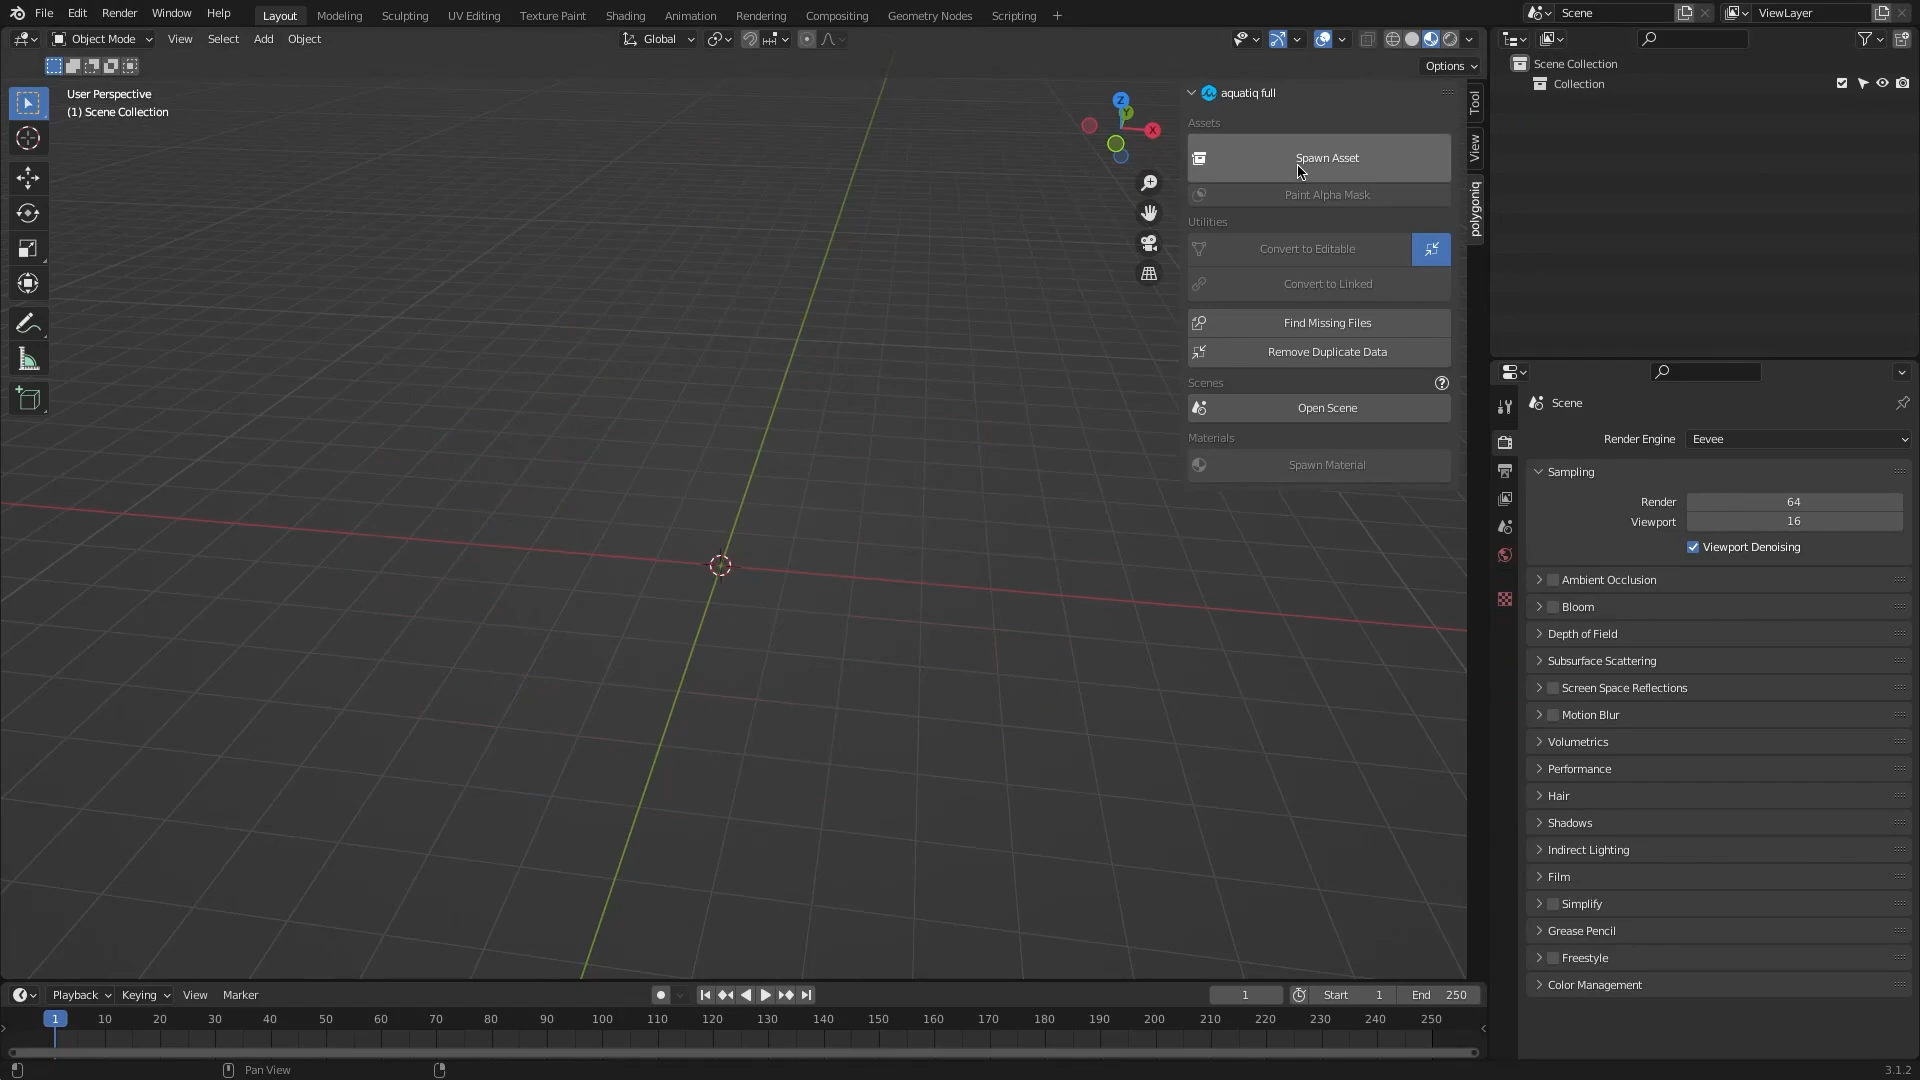 File Edit Render Window Help Layout Modeling Sculpting UV Editing Texture Paint Shading Animation Rendering Compositing Geometry Nodes Scripting + Scene ViewLayer
Object Mode View Select Add Object Global
Options
User Perspective
(1) Scene Collection
Z
Y
X
aquatiq full
Assets
Spawn Asset
Paint Alpha Mask
Utilities
Convert to Editable
Convert to Linked
Find Missing Files
Remove Duplicate Data
Scenes ?
Open Scene
Materials
Spawn Material
Tool
View
polygoniq
Scene Collection
Collection
Scene
Render Engine Eevee
Sampling
Render 64
Viewport 16
Viewport Denoising
Ambient Occlusion
Bloom
Depth of Field
Subsurface Scattering
Screen Space Reflections
Motion Blur
Volumetrics
Performance
Hair
Shadows
Indirect Lighting
Film
Simplify
Grease Pencil
Freestyle
Color Management
Playback Keying View Marker 1 Start 1 End 250
1 10 20 30 40 50 60 70 80 90 100 110 120 130 140 150 160 170 180 190 200 210 220 230 240 250
Pan View 3.1.2